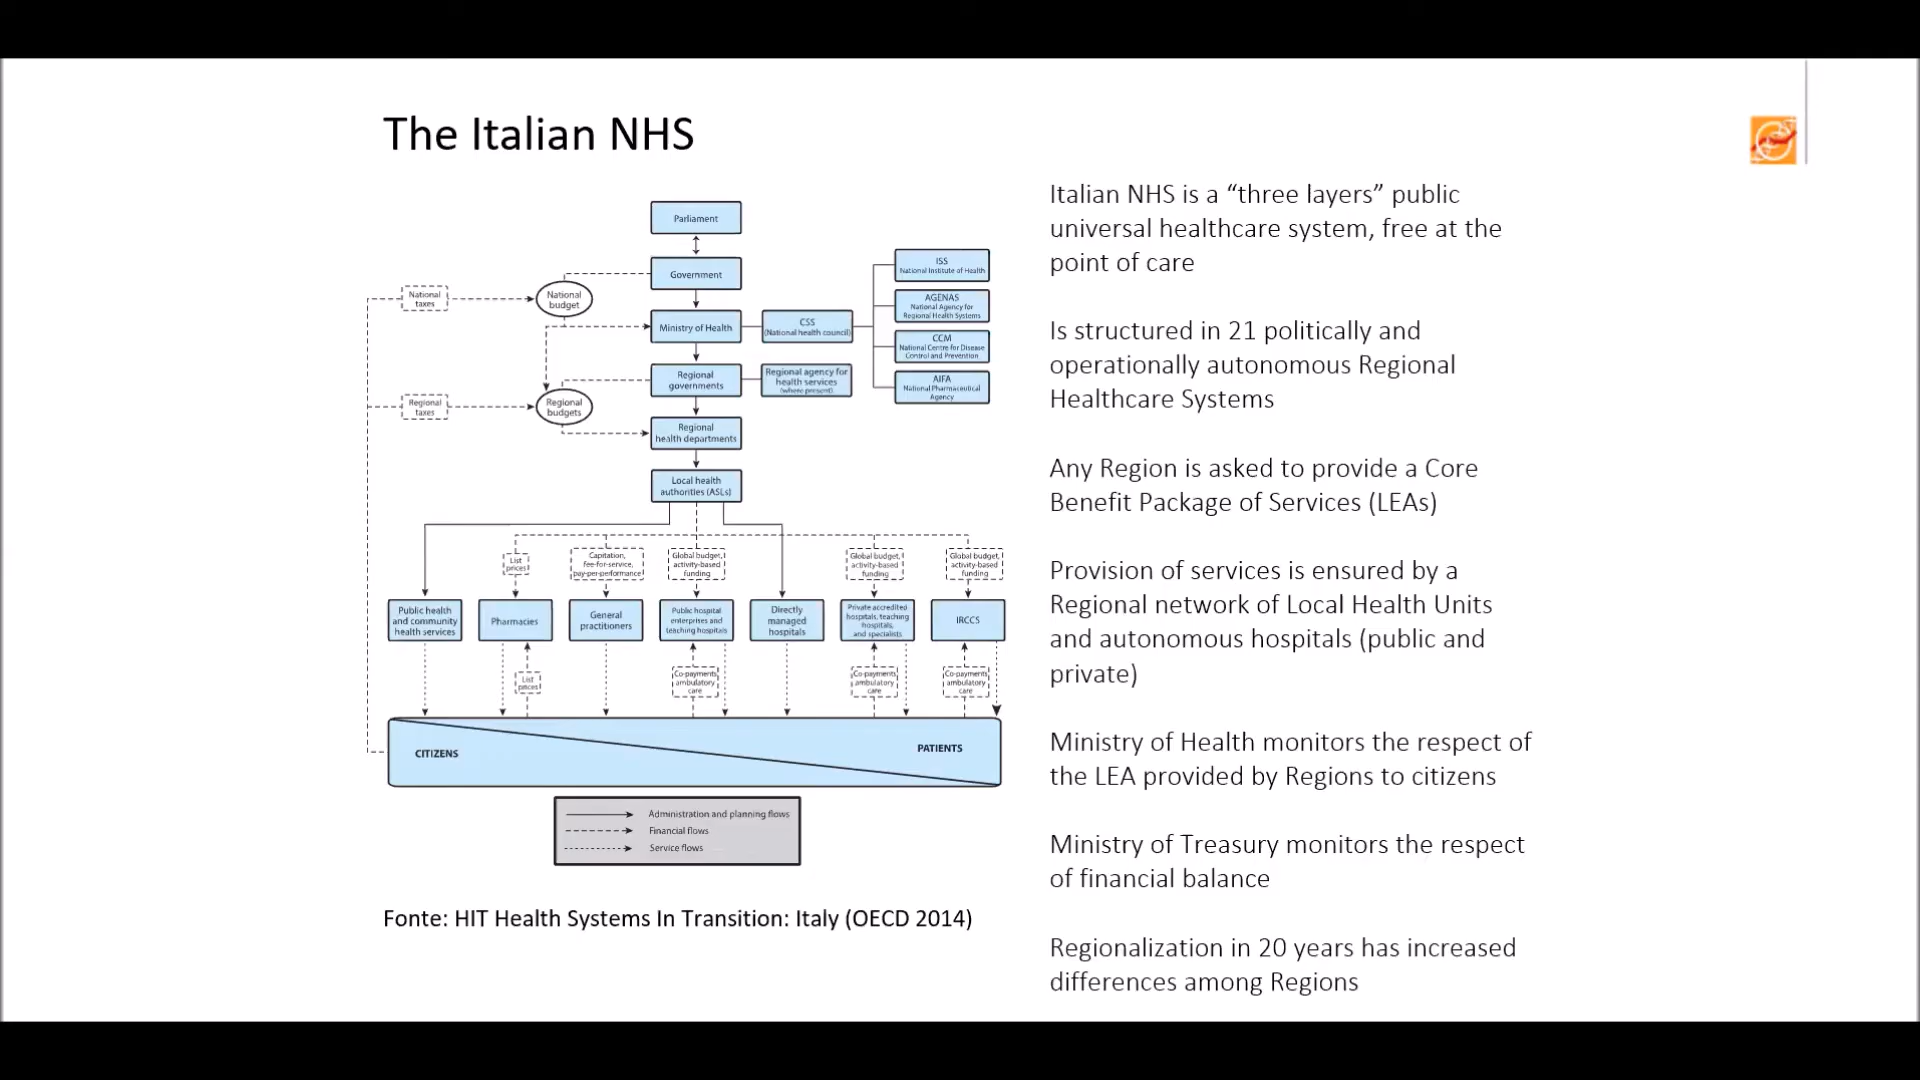 The Italian NHS
Parliament
Government
National
taxes
National
budget
Ministry of Health
CSS
(National health council)
ISS
National Institute of Health
AGENAS
National Agency for
Regional Health Systems
CCM
National Centre for Disease
Control and Prevention
AIFA
National Pharmaceutical
Agency
Regional
governments
Regional agency for
health services
(where present)
Regional
taxes
Regional
budgets
Regional
health departments
Local health
authorities (ASLs)
List
prices
Capitation,
fee-for-service,
pay-per-performance
Global budget,
activity-based
funding
Global budget,
activity-based
funding
Global budget,
activity-based
funding
Public health
and community
health services
Pharmacies
General
practitioners
Public hospital
enterprises and
teaching hospitals
Directly
managed
hospitals
Private accredited
hospitals, teaching
hospitals,
and specialists
IRCCS
List
prices
Co-payments
ambulatory
care
Co-payments
ambulatory
care
Co-payments
ambulatory
care
CITIZENS
PATIENTS
Administration and planning flows
Financial flows
Service flows
Fonte: HIT Health Systems In Transition: Italy (OECD 2014)
Italian NHS is a “three layers” public
universal healthcare system, free at the
point of care
Is structured in 21 politically and
operationally autonomous Regional
Healthcare Systems
Any Region is asked to provide a Core
Benefit Package of Services (LEAs)
Provision of services is ensured by a
Regional network of Local Health Units
and autonomous hospitals (public and
private)
Ministry of Health monitors the respect of
the LEA provided by Regions to citizens
Ministry of Treasury monitors the respect
of financial balance
Regionalization in 20 years has increased
differences among Regions